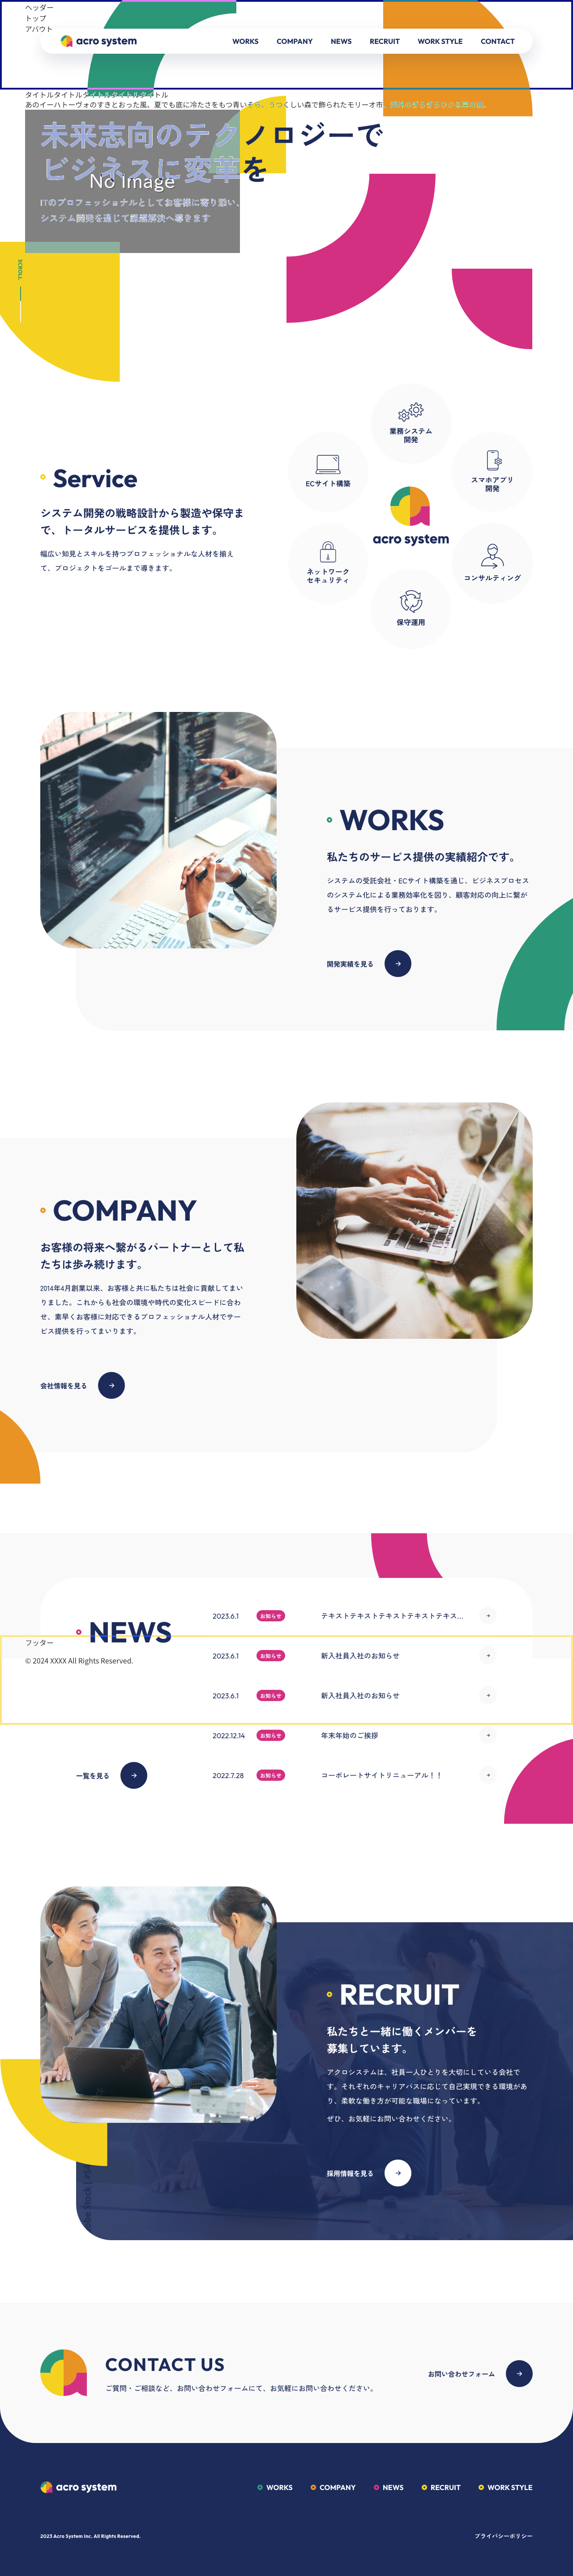 ヘッダー
トップ
アバウト
acro system
WORKS
COMPANY
NEWS
RECRUIT
WORK STYLE
CONTACT
タイトルタイトルタイトルタイトルタイトル
あのイーハトーヴォのすきとおった風、夏でも底に冷たさをもつ青いそら、うつくしい森で飾られたモリーオ市、郊外のぎらぎらひかる草の波。
未来志向のテクノロジーで
ビジネスに変革を
No Image
ITのプロフェッショナルとしてお客様に寄り添い、
システム開発を通じて課題解決へ導きます
SCROLL
Service
システム開発の戦略設計から製造や保守ま
で、トータルサービスを提供します。
幅広い知見とスキルを持つプロフェッショナルな人材を揃え
て、プロジェクトをゴールまで導きます。
業務システム
開発
ECサイト構築
スマホアプリ
開発
acro system
ネットワーク
セキュリティ
コンサルティング
保守運用
WORKS
私たちのサービス提供の実績紹介です。
システムの受託会社・ECサイト構築を通じ、ビジネスプロセス
のシステム化による業務効率化を図り、顧客対応の向上に繋が
るサービス提供を行っております。
開発実績を見る
COMPANY
お客様の将来へ繋がるパートナーとして私
たちは歩み続けます。
2014年4月創業以来、お客様と共に私たちは社会に貢献してまい
りました。これからも社会の環境や時代の変化スピードに合わ
せ、素早くお客様に対応できるプロフェッショナル人材でサー
ビス提供を行ってまいります。
会社情報を見る
NEWS
2023.6.1 お知らせ テキストテキストテキストテキストテキス...
フッター
2023.6.1 お知らせ 新入社員入社のお知らせ
© 2024 XXXX All Rights Reserved.
2023.6.1 お知らせ 新入社員入社のお知らせ
2022.12.14 お知らせ 年末年始のご挨拶
2022.7.28 お知らせ コーポレートサイトリニューアル！！
一覧を見る
RECRUIT
私たちと一緒に働くメンバーを
募集しています。
アクロシステムは、社員一人ひとりを大切にしている会社で
す。それぞれのキャリアパスに応じて自己実現できる環境があ
り、柔軟な働き方が可能な職場になっています。
ぜひ、お気軽にお問い合わせください。
採用情報を見る
CONTACT US
ご質問・ご相談など、お問い合わせフォームにて、お気軽にお問い合わせください。
お問い合わせフォーム
acro system
WORKS
COMPANY
NEWS
RECRUIT
WORK STYLE
2023 Acro System Inc. All Rights Reserved.
プライバシーポリシー